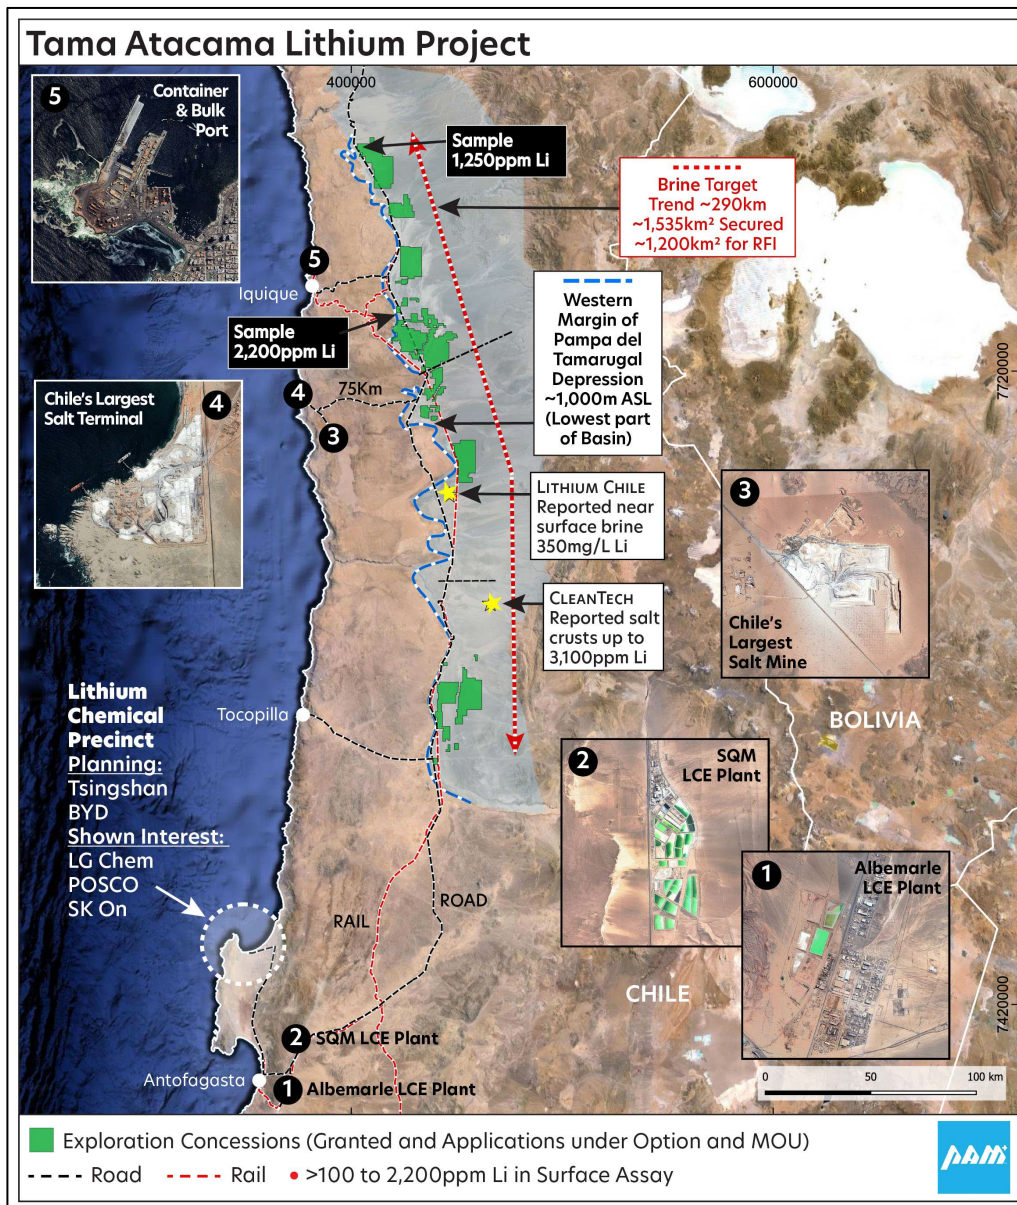 Tama Atacama Lithium Project
400000
600000
5
Container
& Bulk
Port
Sample
1,250ppm Li
Brine Target
Trend ~290km
~1,535km² Secured
~1,200km² for RFI
5
Iquique
Sample
2,200ppm Li
Western
Margin of
Pampa del
Tamarugal
Depression
~1,000m ASL
(Lowest part
of Basin)
7720000
4
75Km
3
Chile's Largest
Salt Terminal
4
LITHIUM CHILE
Reported near
surface brine
350mg/L Li
CLEANTECH
Reported salt
crusts up to
3,100ppm Li
3
Chile's
Largest
Salt Mine
Lithium
Chemical
Precinct
Planning:
Tsingshan
BYD
Shown Interest:
LG Chem
POSCO
SK On
Tocopilla
BOLIVIA
2
SQM
LCE Plant
1
Albemarle
LCE Plant
RAIL
ROAD
CHILE
7420000
2 SQM LCE Plant
Antofagasta
1 Albemarle LCE Plant
0 50 100 km
Exploration Concessions (Granted and Applications under Option and MOU)
Road Rail >100 to 2,200ppm Li in Surface Assay
PAM